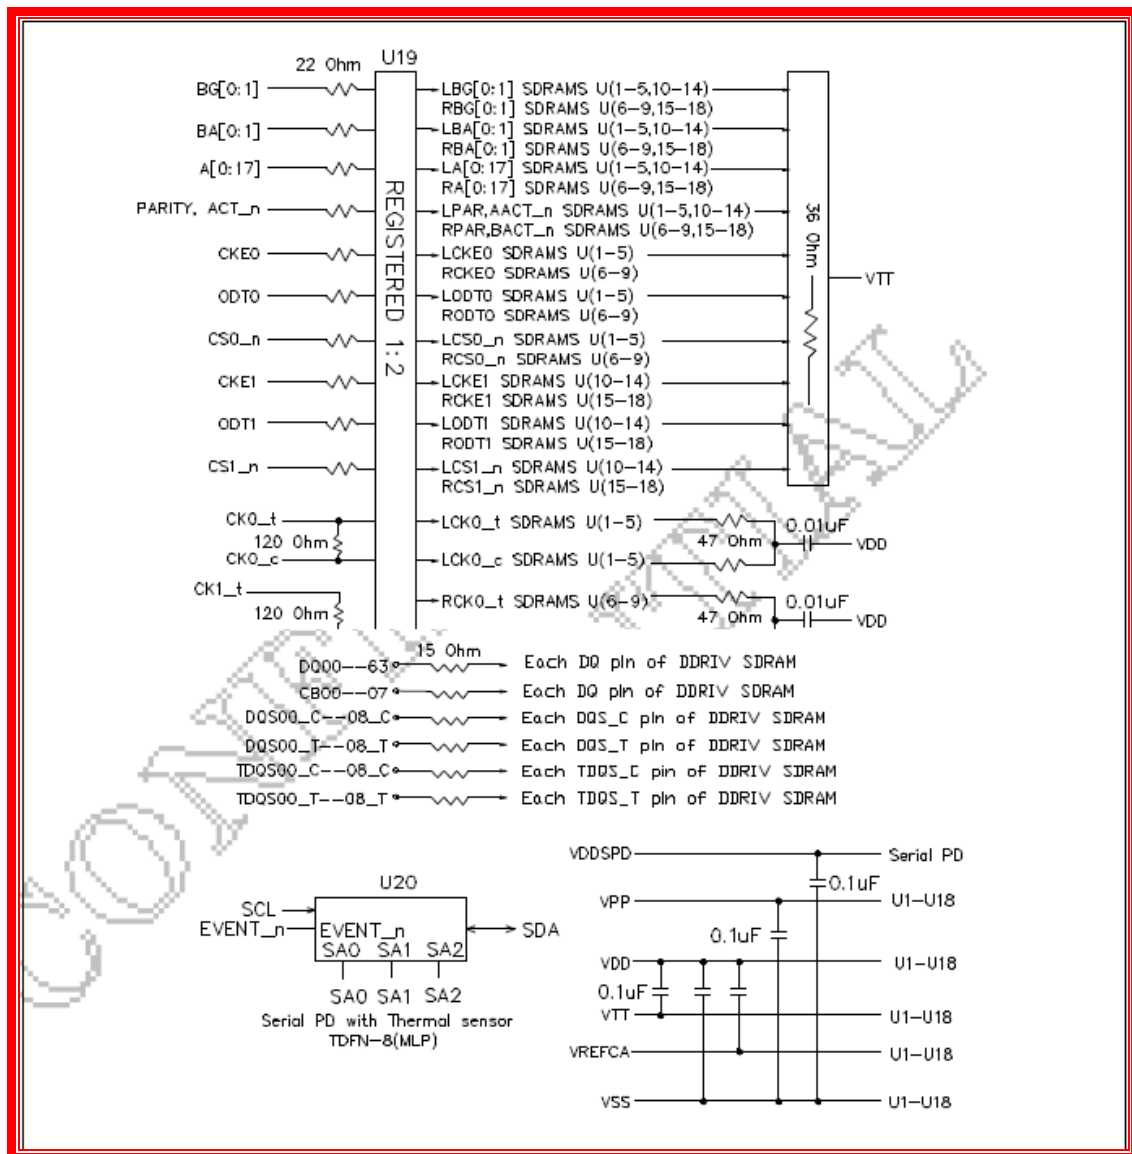 U19
22 Ohm
BG[0:1]
LBG[0:1] SDRAMS U(1-5,10-14)
RBG[0:1] SDRAMS U(6-9,15-18)
BA[0:1]
LBA[0:1] SDRAMS U(1-5,10-14)
RBA[0:1] SDRAMS U(6-9,15-18)
A[0:17]
LA[0:17] SDRAMS U(1-5,10-14)
RA[0:17] SDRAMS U(6-9,15-18)
PARITY, ACT_n
LPAR,AACT_n SDRAMS U(1-5,10-14)
RPAR,BACT_n SDRAMS U(6-9,15-18)
CKE0
LCKE0 SDRAMS U(1-5)
RCKE0 SDRAMS U(6-9)
ODT0
LODT0 SDRAMS U(1-5)
RODT0 SDRAMS U(6-9)
CS0_n
LCS0_n SDRAMS U(1-5)
RCS0_n SDRAMS U(6-9)
CKE1
LCKE1 SDRAMS U(10-14)
RCKE1 SDRAMS U(15-18)
ODT1
LODT1 SDRAMS U(10-14)
RODT1 SDRAMS U(15-18)
CS1_n
LCS1_n SDRAMS U(10-14)
RCS1_n SDRAMS U(15-18)
REGISTERED 1:2
36 Ohm
VTT
CK0_t
LCK0_t SDRAMS U(1-5)
0.01uF
120 Ohm
47 Ohm
VDD
CK0_c
LCK0_c SDRAMS U(1-5)
CK1_t
RCK0_t SDRAMS U(6-9)
0.01uF
120 Ohm
47 Ohm
VDD
15 Ohm
DQ00--63
Each DQ pin of DDRIV SDRAM
CB00--07
Each DQ pin of DDRIV SDRAM
DQS00_C--08_C
Each DQS_C pin of DDRIV SDRAM
DQS00_T--08_T
Each DQS_T pin of DDRIV SDRAM
TDQS00_C--08_C
Each TDQS_C pin of DDRIV SDRAM
TDQS00_T--08_T
Each TDQS_T pin of DDRIV SDRAM
U20
SCL
EVENT_n
EVENT_n
SA0 SA1 SA2
SDA
SA0 SA1 SA2
Serial PD with Thermal sensor
TDFN-8(MLP)
VDDSPD
Serial PD
0.1uF
VPP
U1-U18
0.1uF
VDD
U1-U18
0.1uF
VTT
U1-U18
VREFCA
U1-U18
VSS
U1-U18